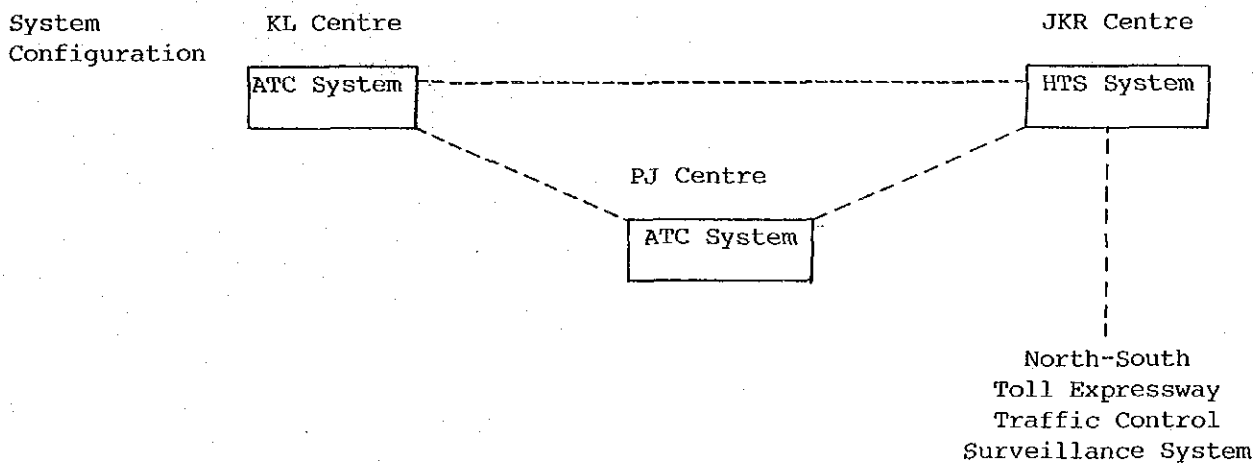 System
Configuration
KL Centre
JKR Centre
ATC System
HTS System
PJ Centre
ATC System
North-South
Toll Expressway
Traffic Control
Surveillance System